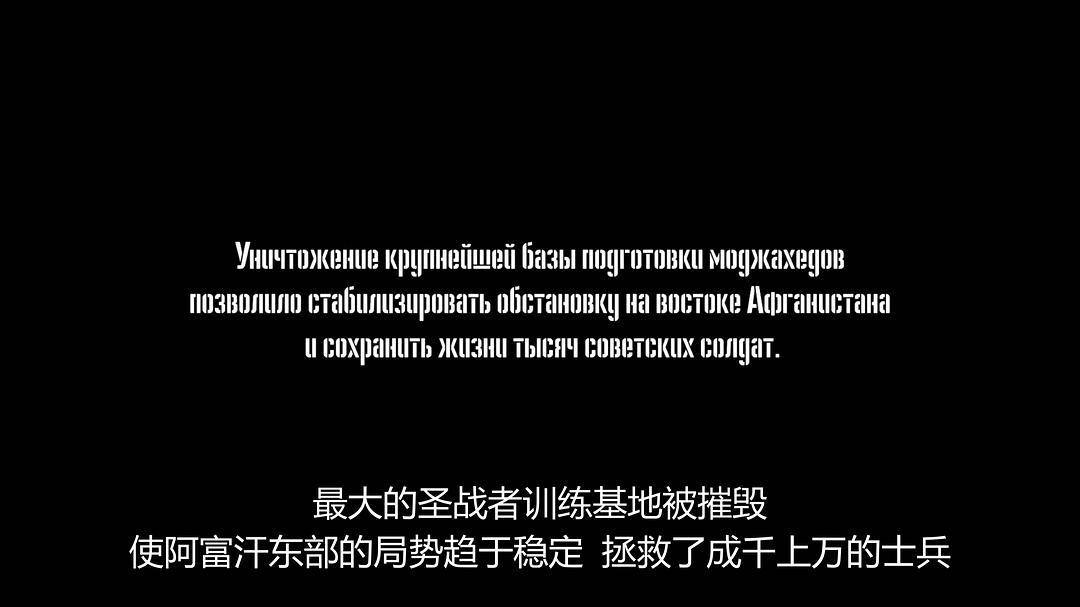 Уничтожение крупнейшей базы подготовки моджахедов
позволило стабилизировать обстановку на востоке Афганистана
и сохранить жизни тысяч советских солдат.
最大的圣战者训练基地被摧毁
使阿富汗东部的局势趋于稳定 拯救了成千上万的士兵